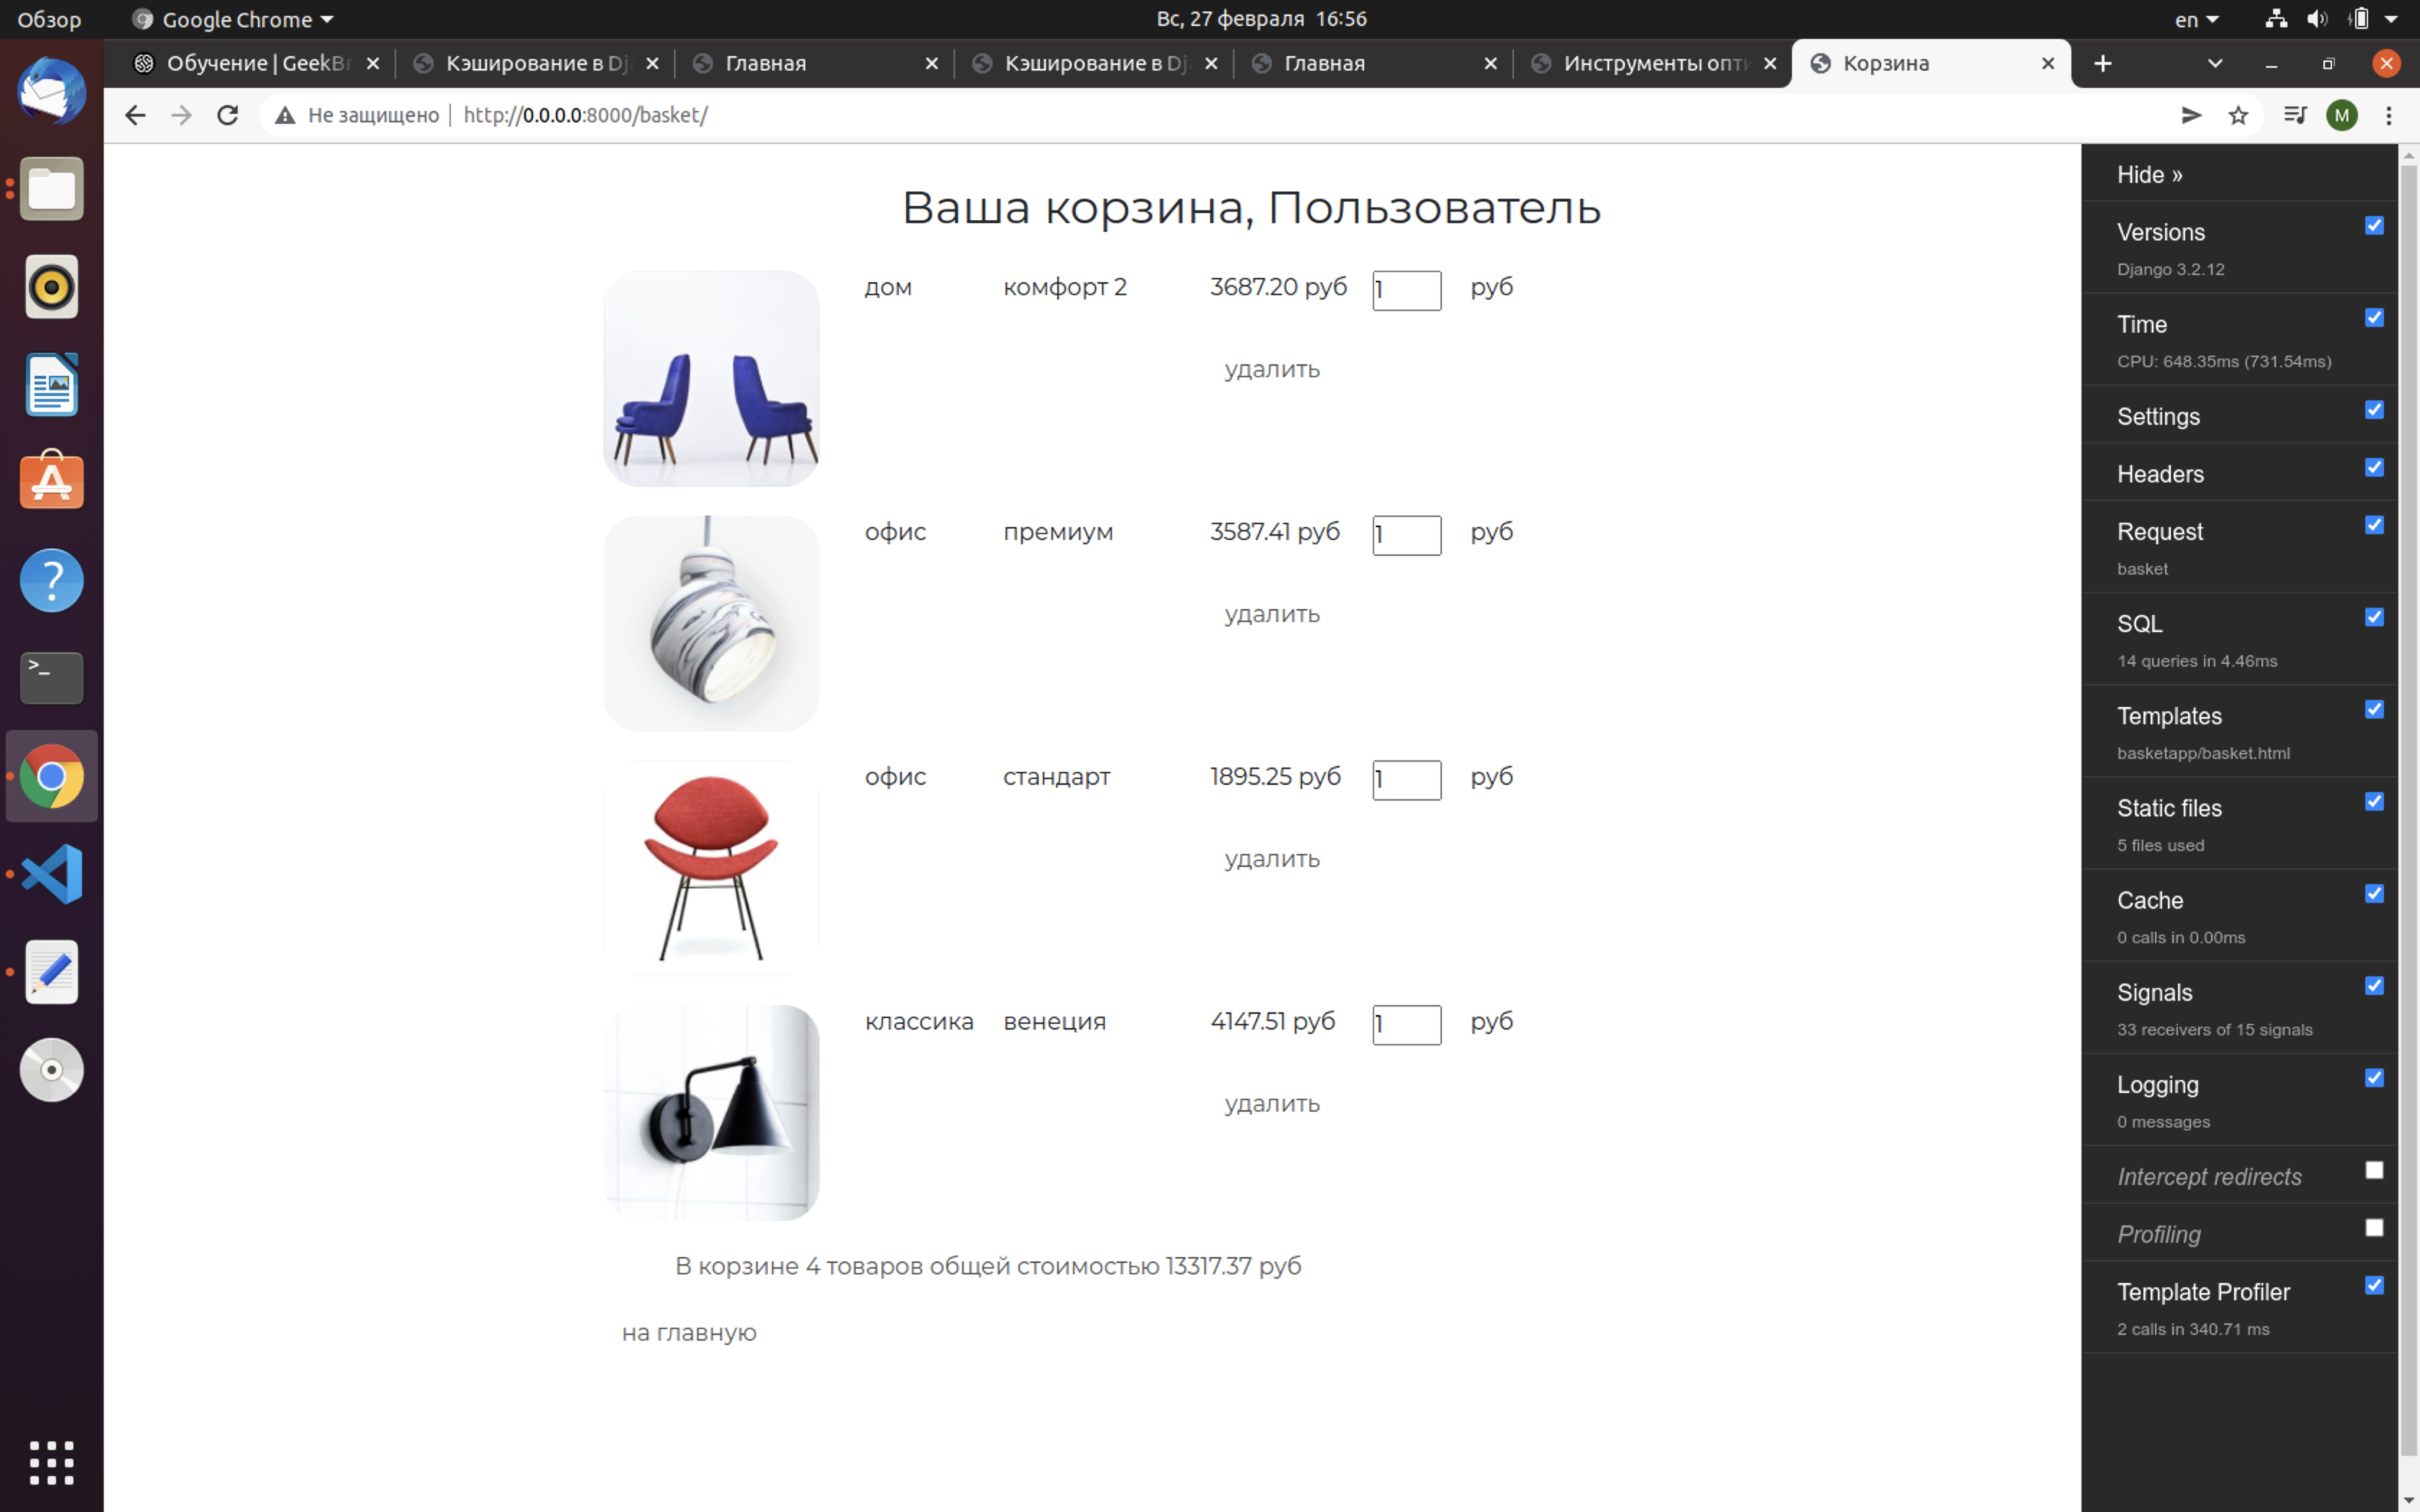 Обзор Google Chrome Вс, 27 февраля 16:56 en
Обучение | GeekBr Кэширование в Dj Главная Кэширование в Dj Главная Инструменты опти Корзина
Не защищено http://0.0.0.0:8000/basket/ M
Ваша корзина, Пользователь
дом комфорт 2 3687.20 руб 1 руб
удалить
офис премиум 3587.41 руб 1 руб
удалить
офис стандарт 1895.25 руб 1 руб
удалить
классика венеция 4147.51 руб 1 руб
удалить
В корзине 4 товаров общей стоимостью 13317.37 руб
на главную
Hide »
Versions
Django 3.2.12
Time
CPU: 648.35ms (731.54ms)
Settings
Headers
Request
basket
SQL
14 queries in 4.46ms
Templates
basketapp/basket.html
Static files
5 files used
Cache
0 calls in 0.00ms
Signals
33 receivers of 15 signals
Logging
0 messages
Intercept redirects
Profiling
Template Profiler
2 calls in 340.71 ms